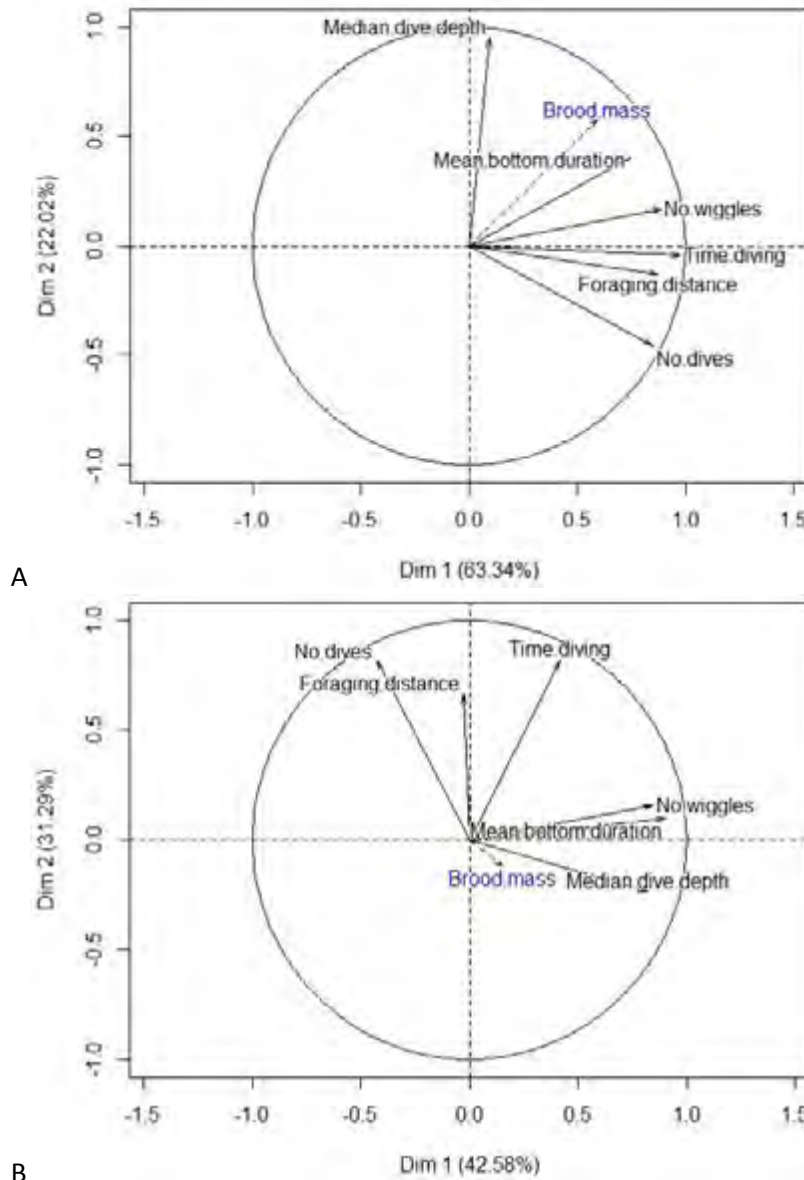 Median dive depth
Brood.mass
Mean.bottom.duration
No.wiggles
Time.diving
Foraging.distance
No.dives
1.0
0.5
0.0
-0.5
-1.0
Dim 2 (22.02%)
-1.5 -1.0 -0.5 0.0 0.5 1.0 1.5
Dim 1 (63.34%)
A
No.dives
Time.diving
Foraging.distance
No.wiggles
Mean.bottom.duration
Brood.mass
Median.dive.depth
1.0
0.5
0.0
-0.5
-1.0
Dim 2 (31.29%)
-1.5 -1.0 -0.5 0.0 0.5 1.0 1.5
Dim 1 (42.58%)
B